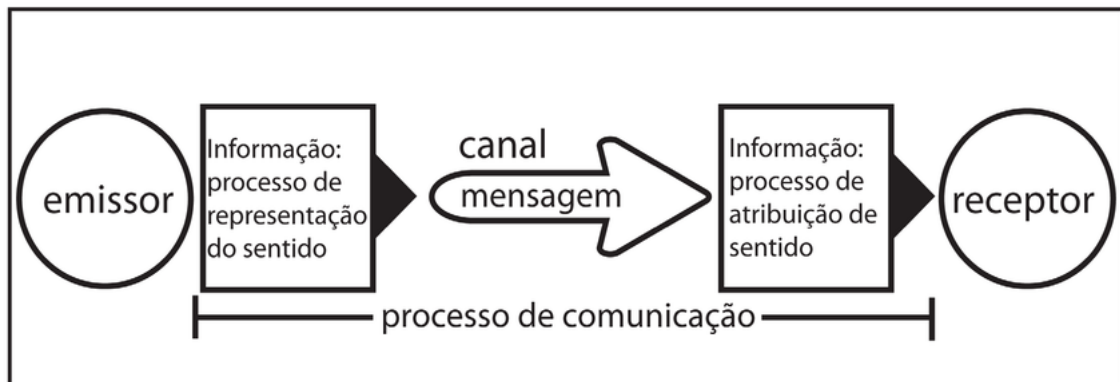 emissor
Informação:
processo de
representação
do sentido
canal
mensagem
Informação:
processo de
atribuição de
sentido
receptor
processo de comunicação